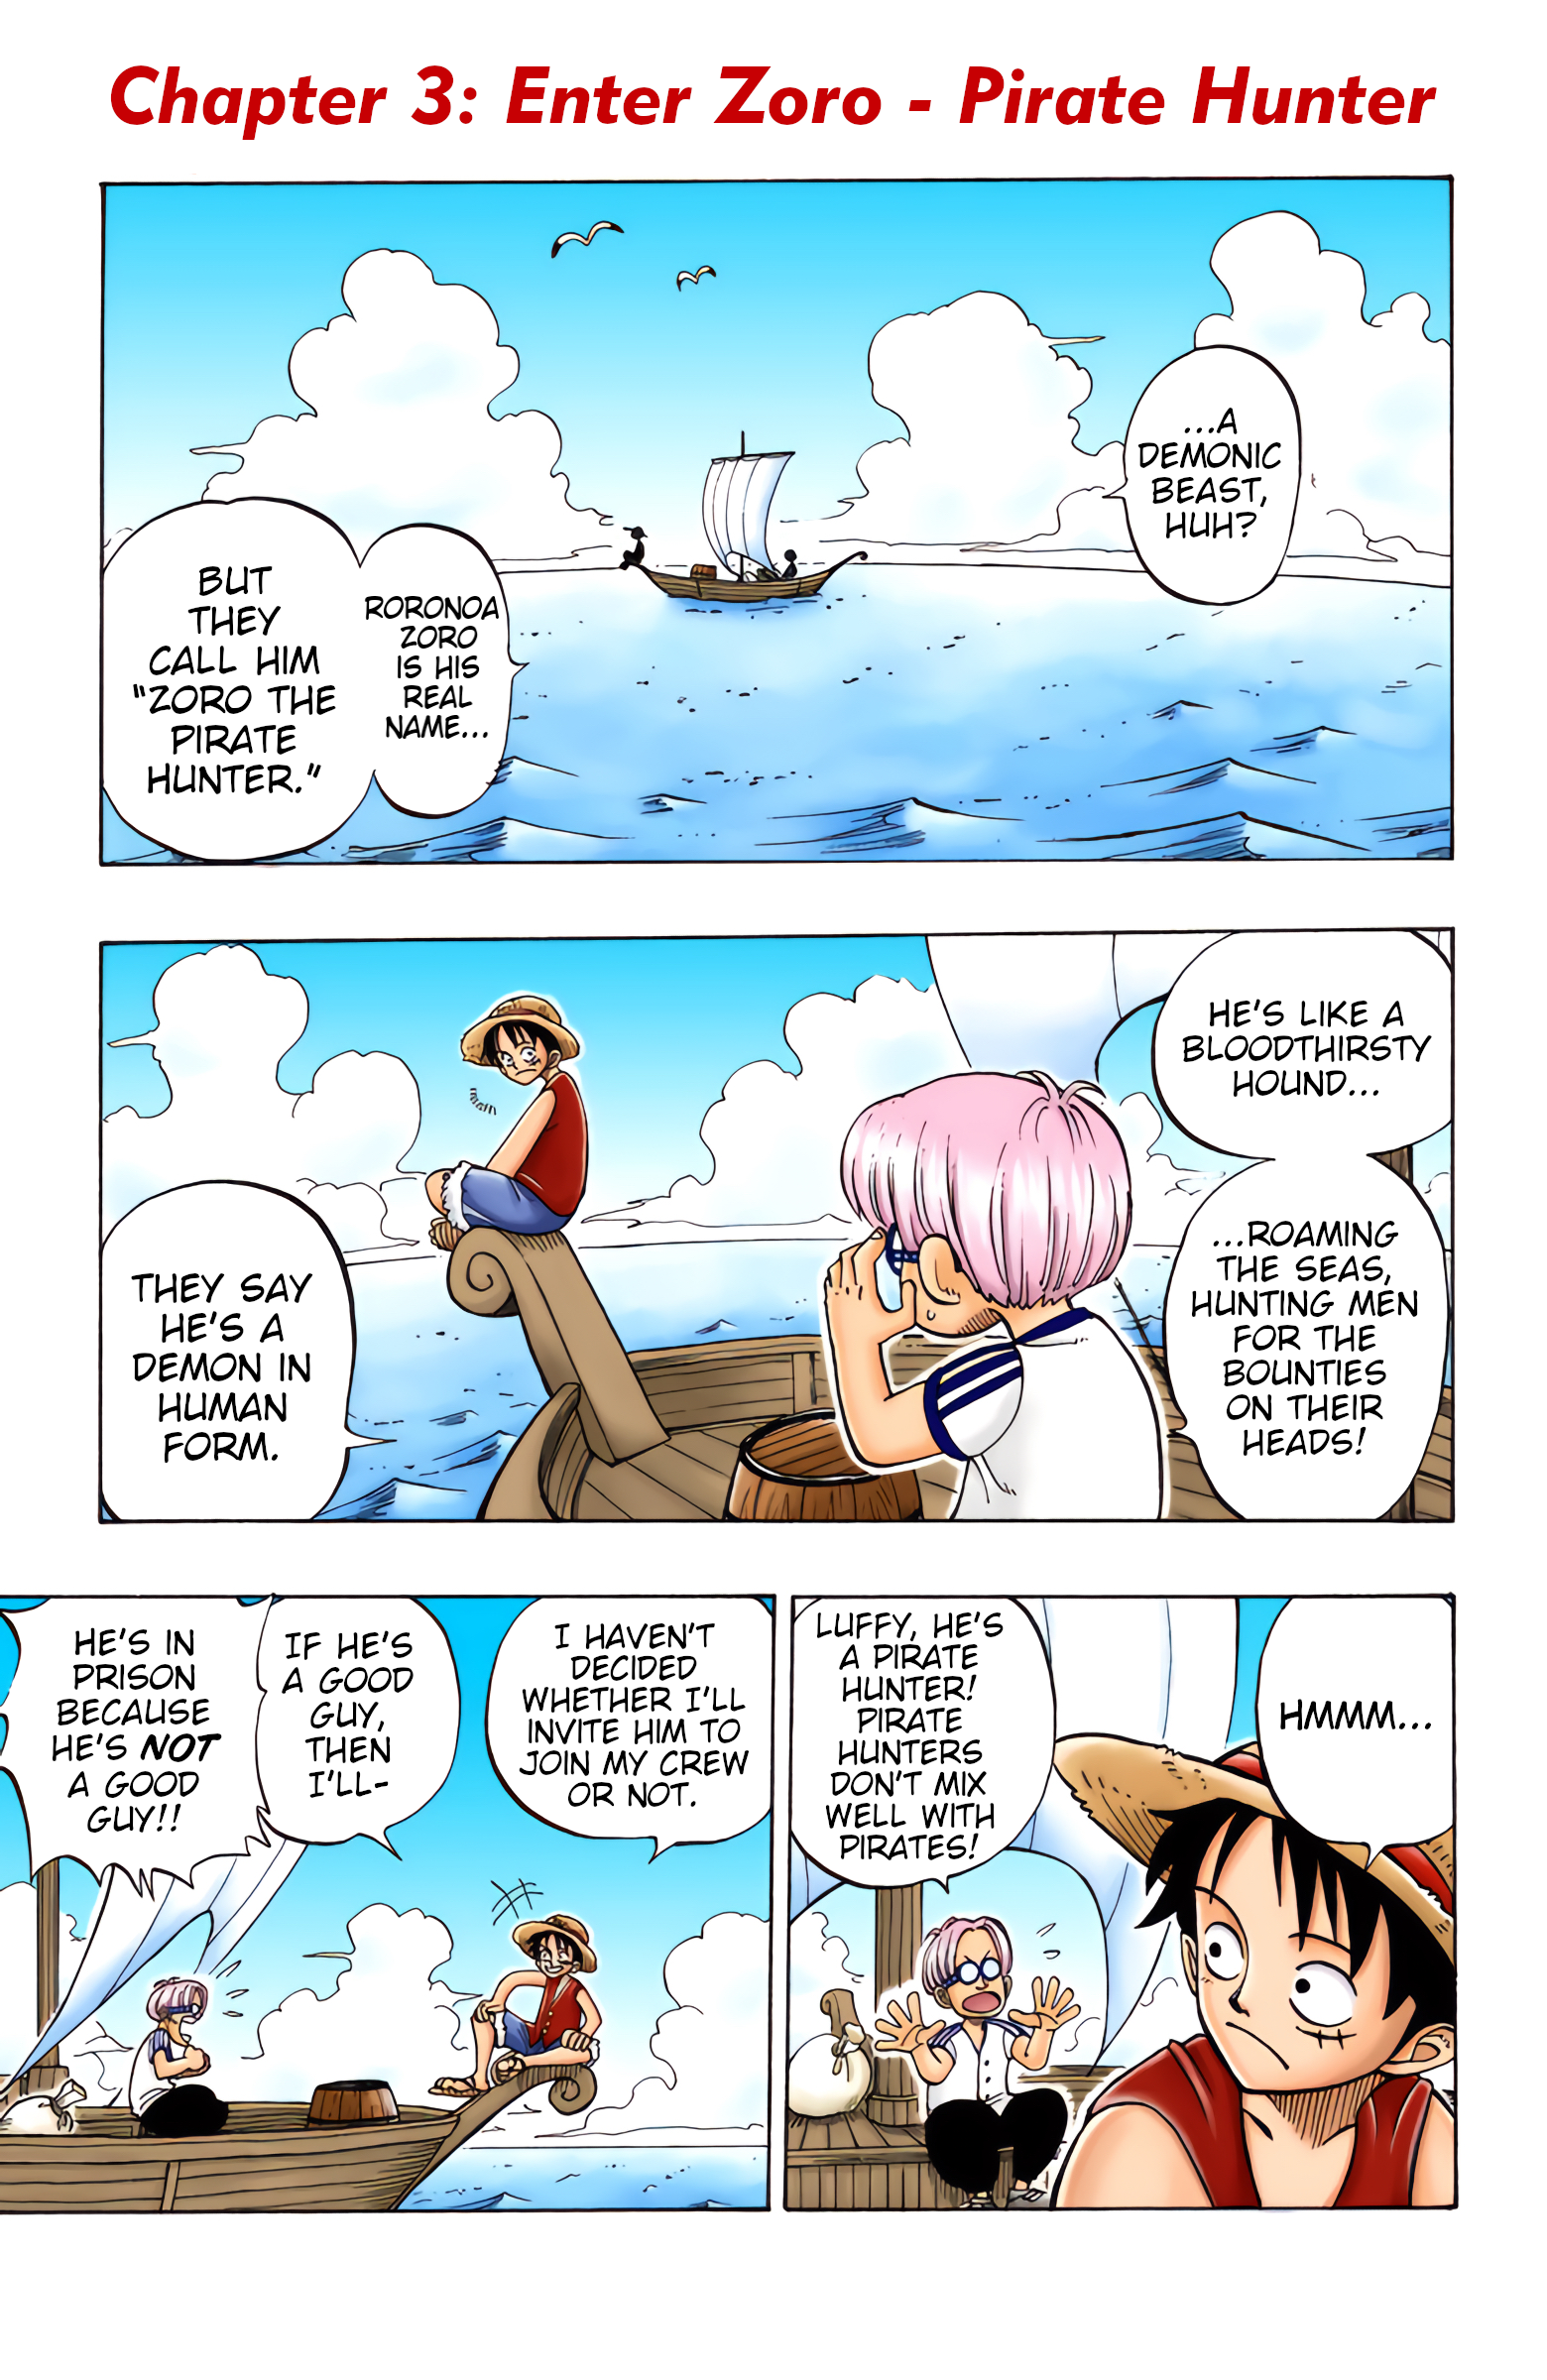 Chapter 3: Enter Zoro - Pirate Hunter
...A
DEMONIC
BEAST,
HUH?
RORONOA
ZORO
IS HIS
REAL
NAME...
BUT
THEY
CALL HIM
"ZORO THE
PIRATE
HUNTER."
HE'S LIKE A
BLOODTHIRSTY
HOUND...
...ROAMING
THE SEAS,
HUNTING MEN
FOR THE
BOUNTIES
ON THEIR
HEADS!
THEY SAY
HE'S A
DEMON IN
HUMAN
FORM.
HMMM...
LUFFY, HE'S
A PIRATE
HUNTER!
PIRATE
HUNTERS
DON'T MIX
WELL WITH
PIRATES!
I HAVEN'T
DECIDED
WHETHER I'LL
INVITE HIM TO
JOIN MY CREW
OR NOT.
IF HE'S
A GOOD
GUY,
THEN
I'LL-
HE'S IN
PRISON
BECAUSE
HE'S NOT
A GOOD
GUY!!